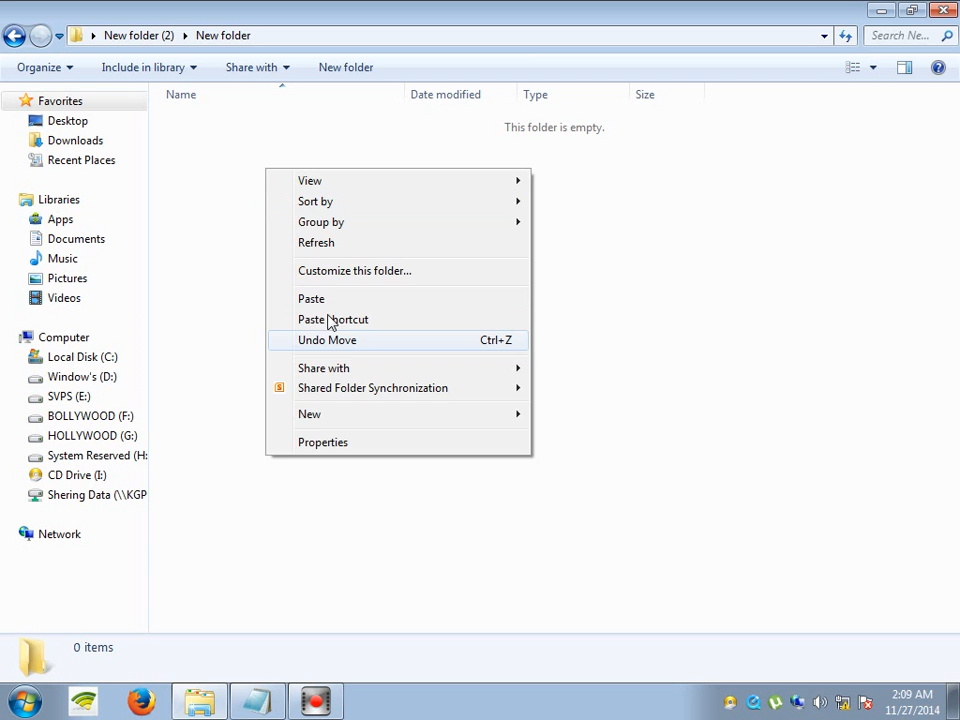 New folder (2) New folder
Search Ne...
Organize Include in library Share with New folder
Name Date modified Type Size
This folder is empty.
Favorites
Desktop
Downloads
Recent Places
Libraries
Apps
Documents
Music
Pictures
Videos
Computer
Local Disk (C:)
Window's (D:)
SVPS (E:)
BOLLYWOOD (F:)
HOLLYWOOD (G:)
System Reserved (H:
CD Drive (I:)
Shering Data (\\KGP
Network
View
Sort by
Group by
Refresh
Customize this folder...
Paste
Paste shortcut
Undo Move Ctrl+Z
Share with
S Shared Folder Synchronization
New
Properties
0 items
2:09 AM
11/27/2014